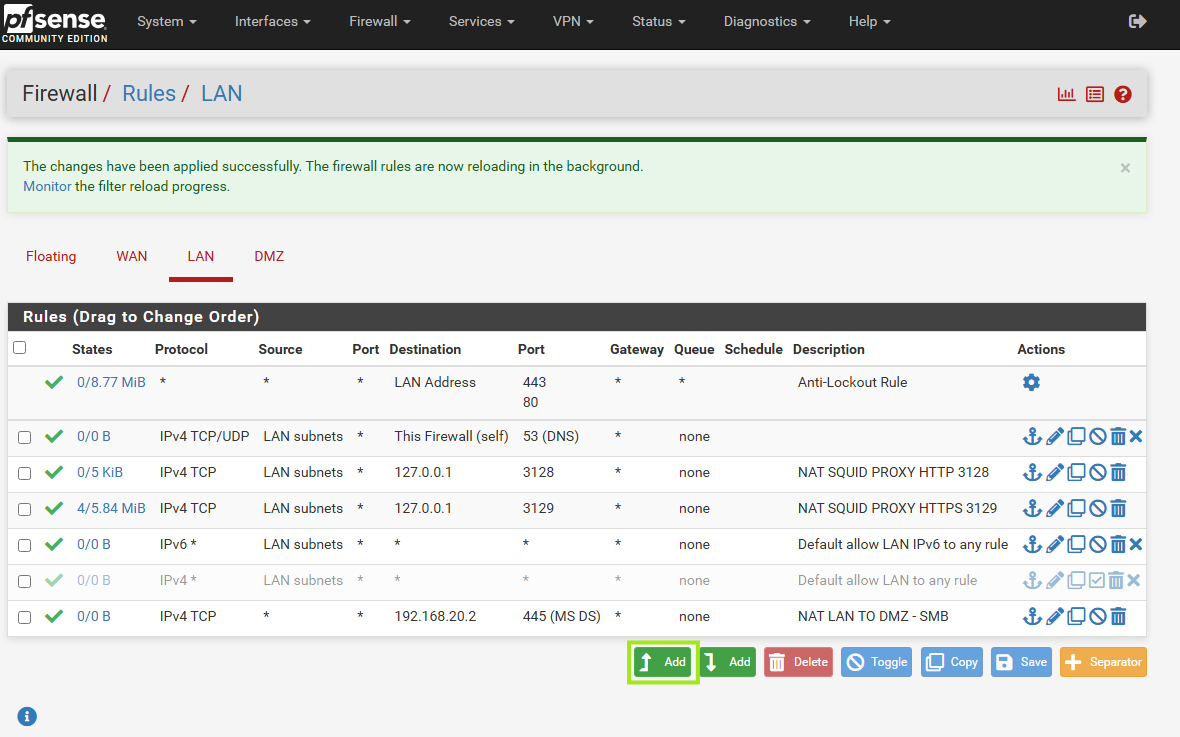 pfsense
COMMUNITY EDITION
System Interfaces Firewall Services VPN Status Diagnostics Help
Firewall / Rules / LAN
The changes have been applied successfully. The firewall rules are now reloading in the background.
Monitor the filter reload progress.
×
Floating WAN LAN DMZ
Rules (Drag to Change Order)
States Protocol Source Port Destination Port Gateway Queue Schedule Description Actions
0/8.77 MiB * * * LAN Address 443 * * Anti-Lockout Rule
80
0/0 B IPv4 TCP/UDP LAN subnets * This Firewall (self) 53 (DNS) * none
0/5 KiB IPv4 TCP LAN subnets * 127.0.0.1 3128 * none NAT SQUID PROXY HTTP 3128
4/5.84 MiB IPv4 TCP LAN subnets * 127.0.0.1 3129 * none NAT SQUID PROXY HTTPS 3129
0/0 B IPv6 * LAN subnets * * * * none Default allow LAN IPv6 to any rule
0/0 B IPv4 * LAN subnets * * * * none Default allow LAN to any rule
0/0 B IPv4 TCP * * 192.168.20.2 445 (MS DS) * none NAT LAN TO DMZ - SMB
Add Add Delete Toggle Copy Save Separator